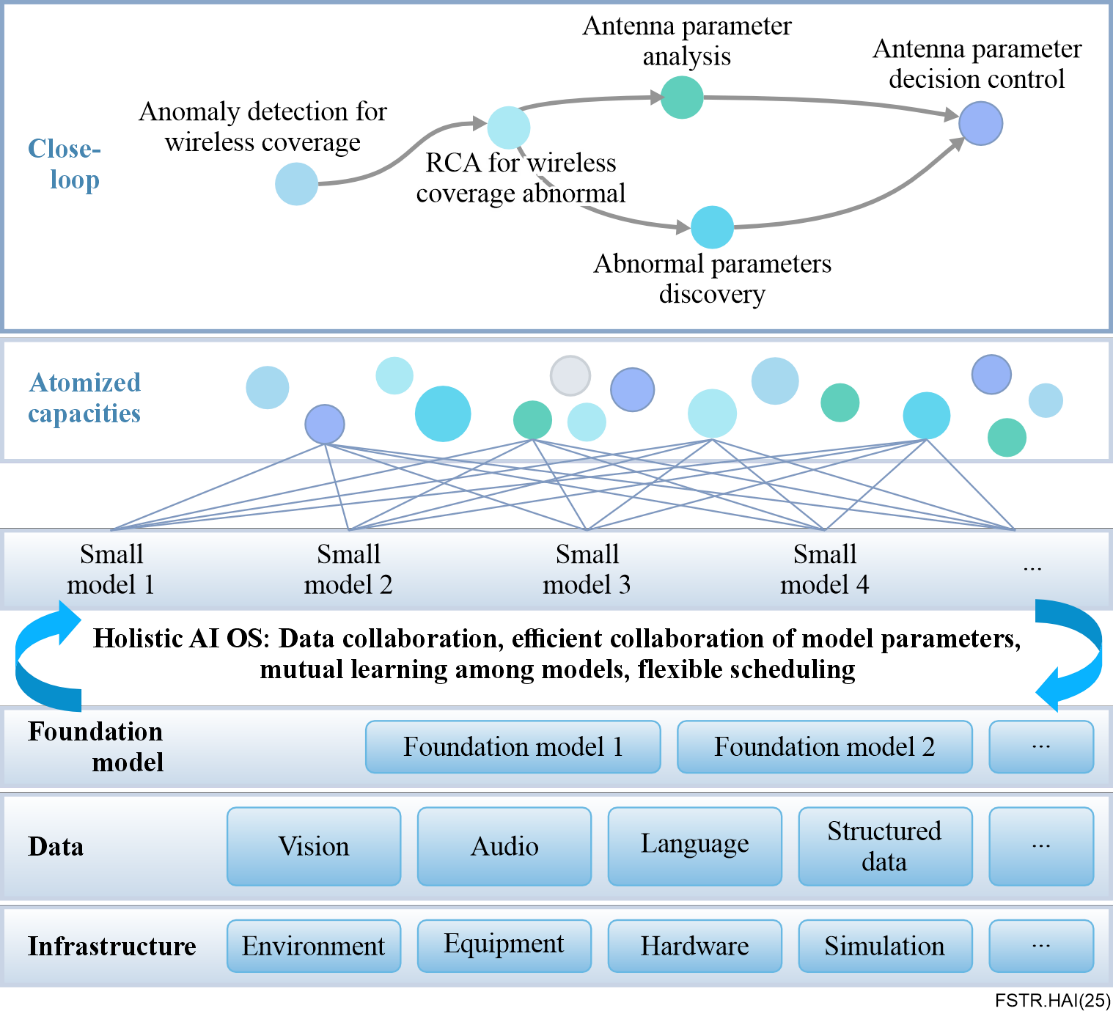 Antenna parameter
analysis
Antenna parameter
decision control
Anomaly detection for
wireless coverage
Close-
loop
RCA for wireless
coverage abnormal
Abnormal parameters
discovery
Atomized
capacities
Small
model 1
Small
model 2
Small
model 3
Small
model 4
...
Holistic AI OS: Data collaboration, efficient collaboration of model parameters,
mutual learning among models, flexible scheduling
Foundation
model
Foundation model 1
Foundation model 2
...
Data
Vision
Audio
Language
Structured
data
...
Infrastructure
Environment
Equipment
Hardware
Simulation
...
FSTR.HAI(25)